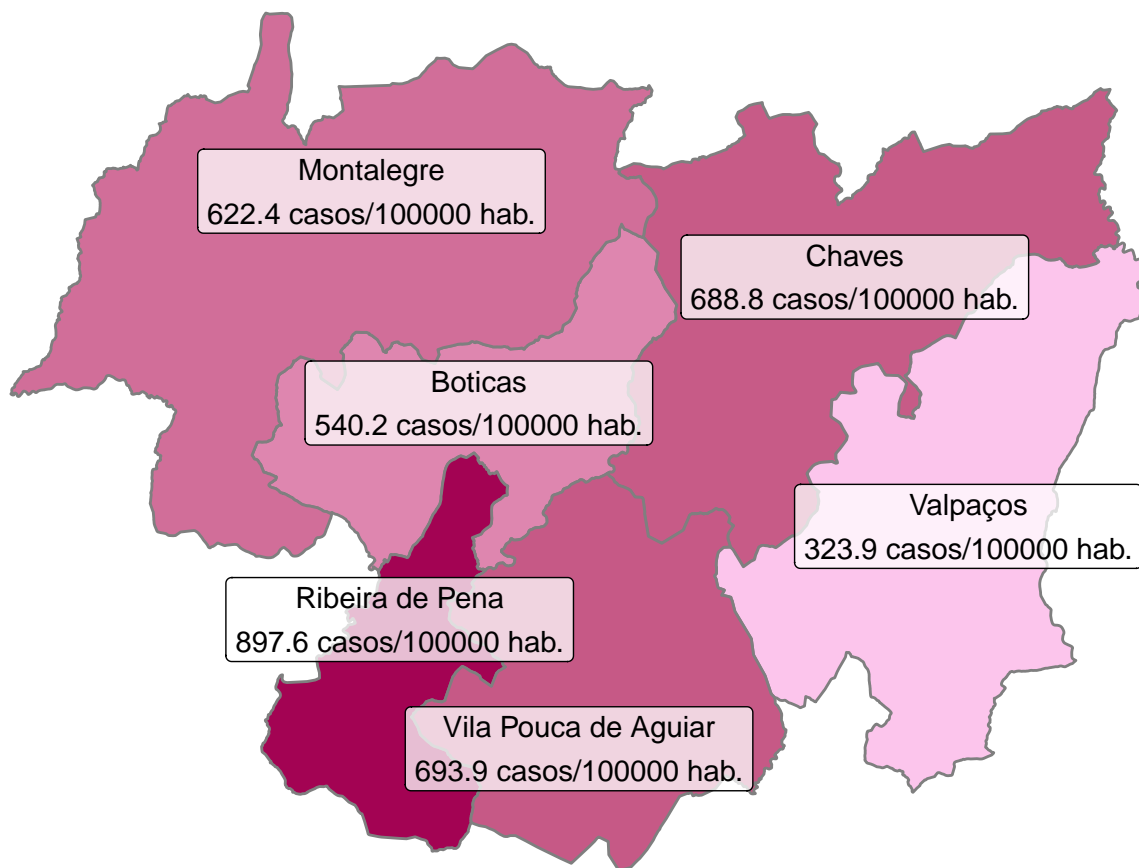 Montalegre
622.4 casos/100000 hab.
Chaves
688.8 casos/100000 hab.
Boticas
540.2 casos/100000 hab.
Valpaços
323.9 casos/100000 hab.
Ribeira de Pena
897.6 casos/100000 hab.
Vila Pouca de Aguiar
693.9 casos/100000 hab.